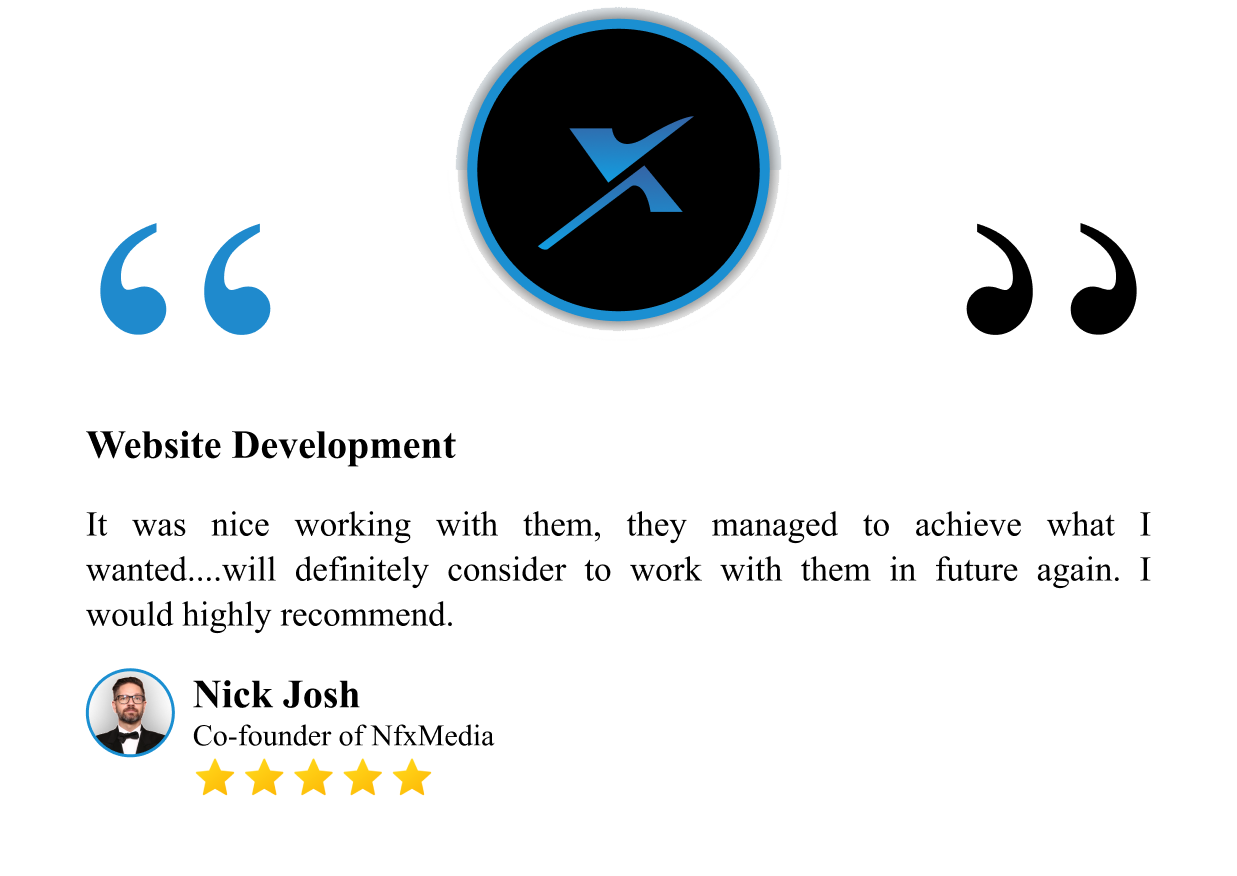 “ ”
Website Development
It was nice working with them, they managed to achieve what I
wanted....will definitely consider to work with them in future again. I
would highly recommend.
Nick Josh
Co-founder of NfxMedia